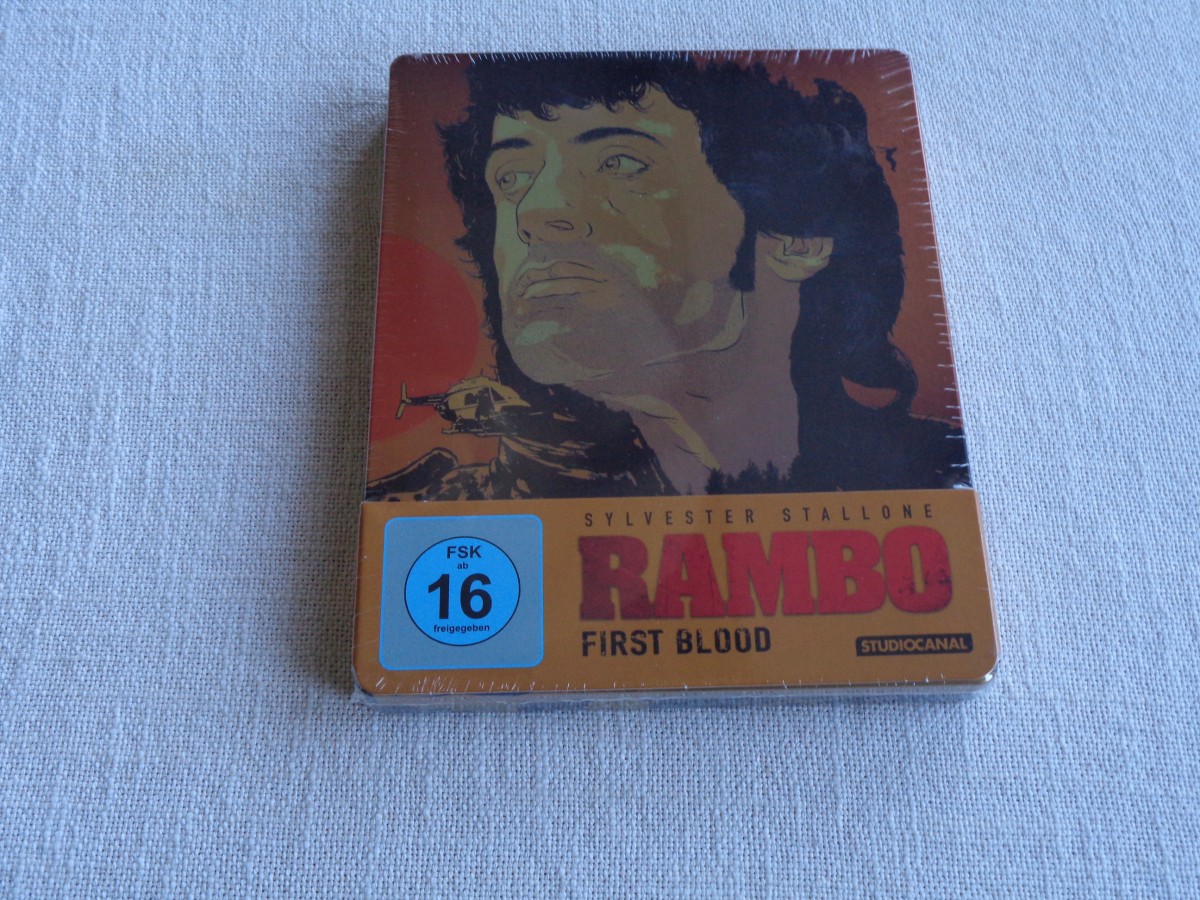 SYLVESTER STALLONE
RAMBO
FIRST BLOOD
STUDIOCANAL
FSK
ab
16
freigegeben